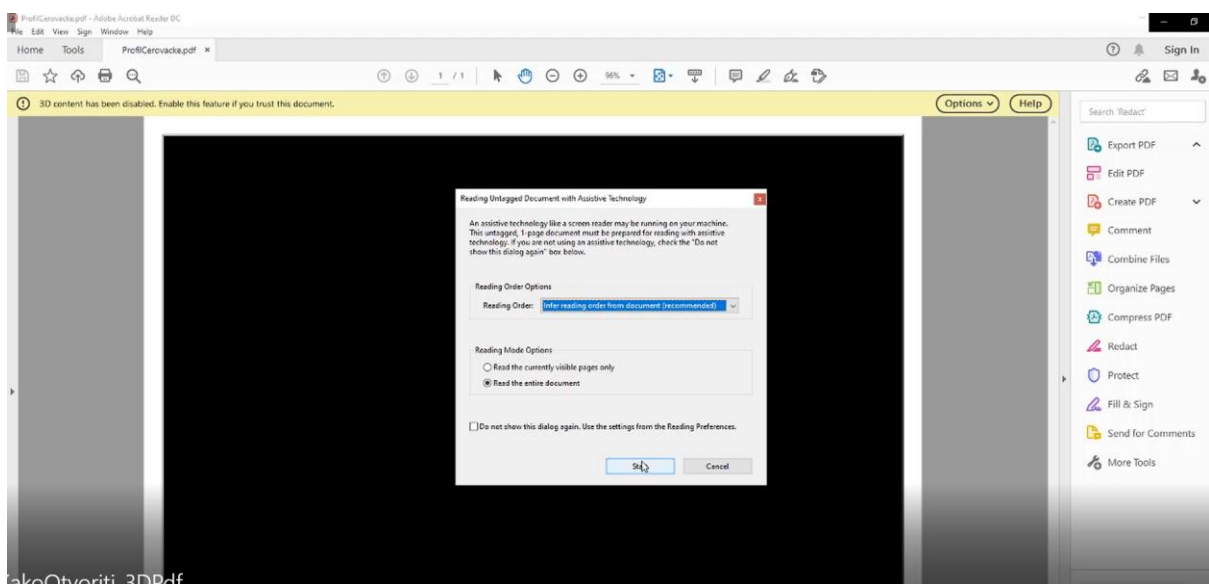 ProfilCerovacke.pdf - Adobe Acrobat Reader DC
File Edit View Sign Window Help
Home Tools ProfilCerovacke.pdf × Sign In
1 / 1 96%
3D content has been disabled. Enable this feature if you trust this document. Options Help
Search 'Redact'
Export PDF
Edit PDF
Create PDF
Comment
Combine Files
Organize Pages
Compress PDF
Redact
Protect
Fill & Sign
Send for Comments
More Tools
Reading Untagged Document with Assistive Technology
An assistive technology like a screen reader may be running on your machine.
This untagged, 1-page document must be prepared for reading with assistive
technology. If you are not using an assistive technology, check the "Do not
show this dialog again" box below.
Reading Order Options
Reading Order: Infer reading order from document (recommended)
Reading Mode Options
Read the currently visible pages only
Read the entire document
Do not show this dialog again. Use the settings from the Reading Preferences.
Cancel